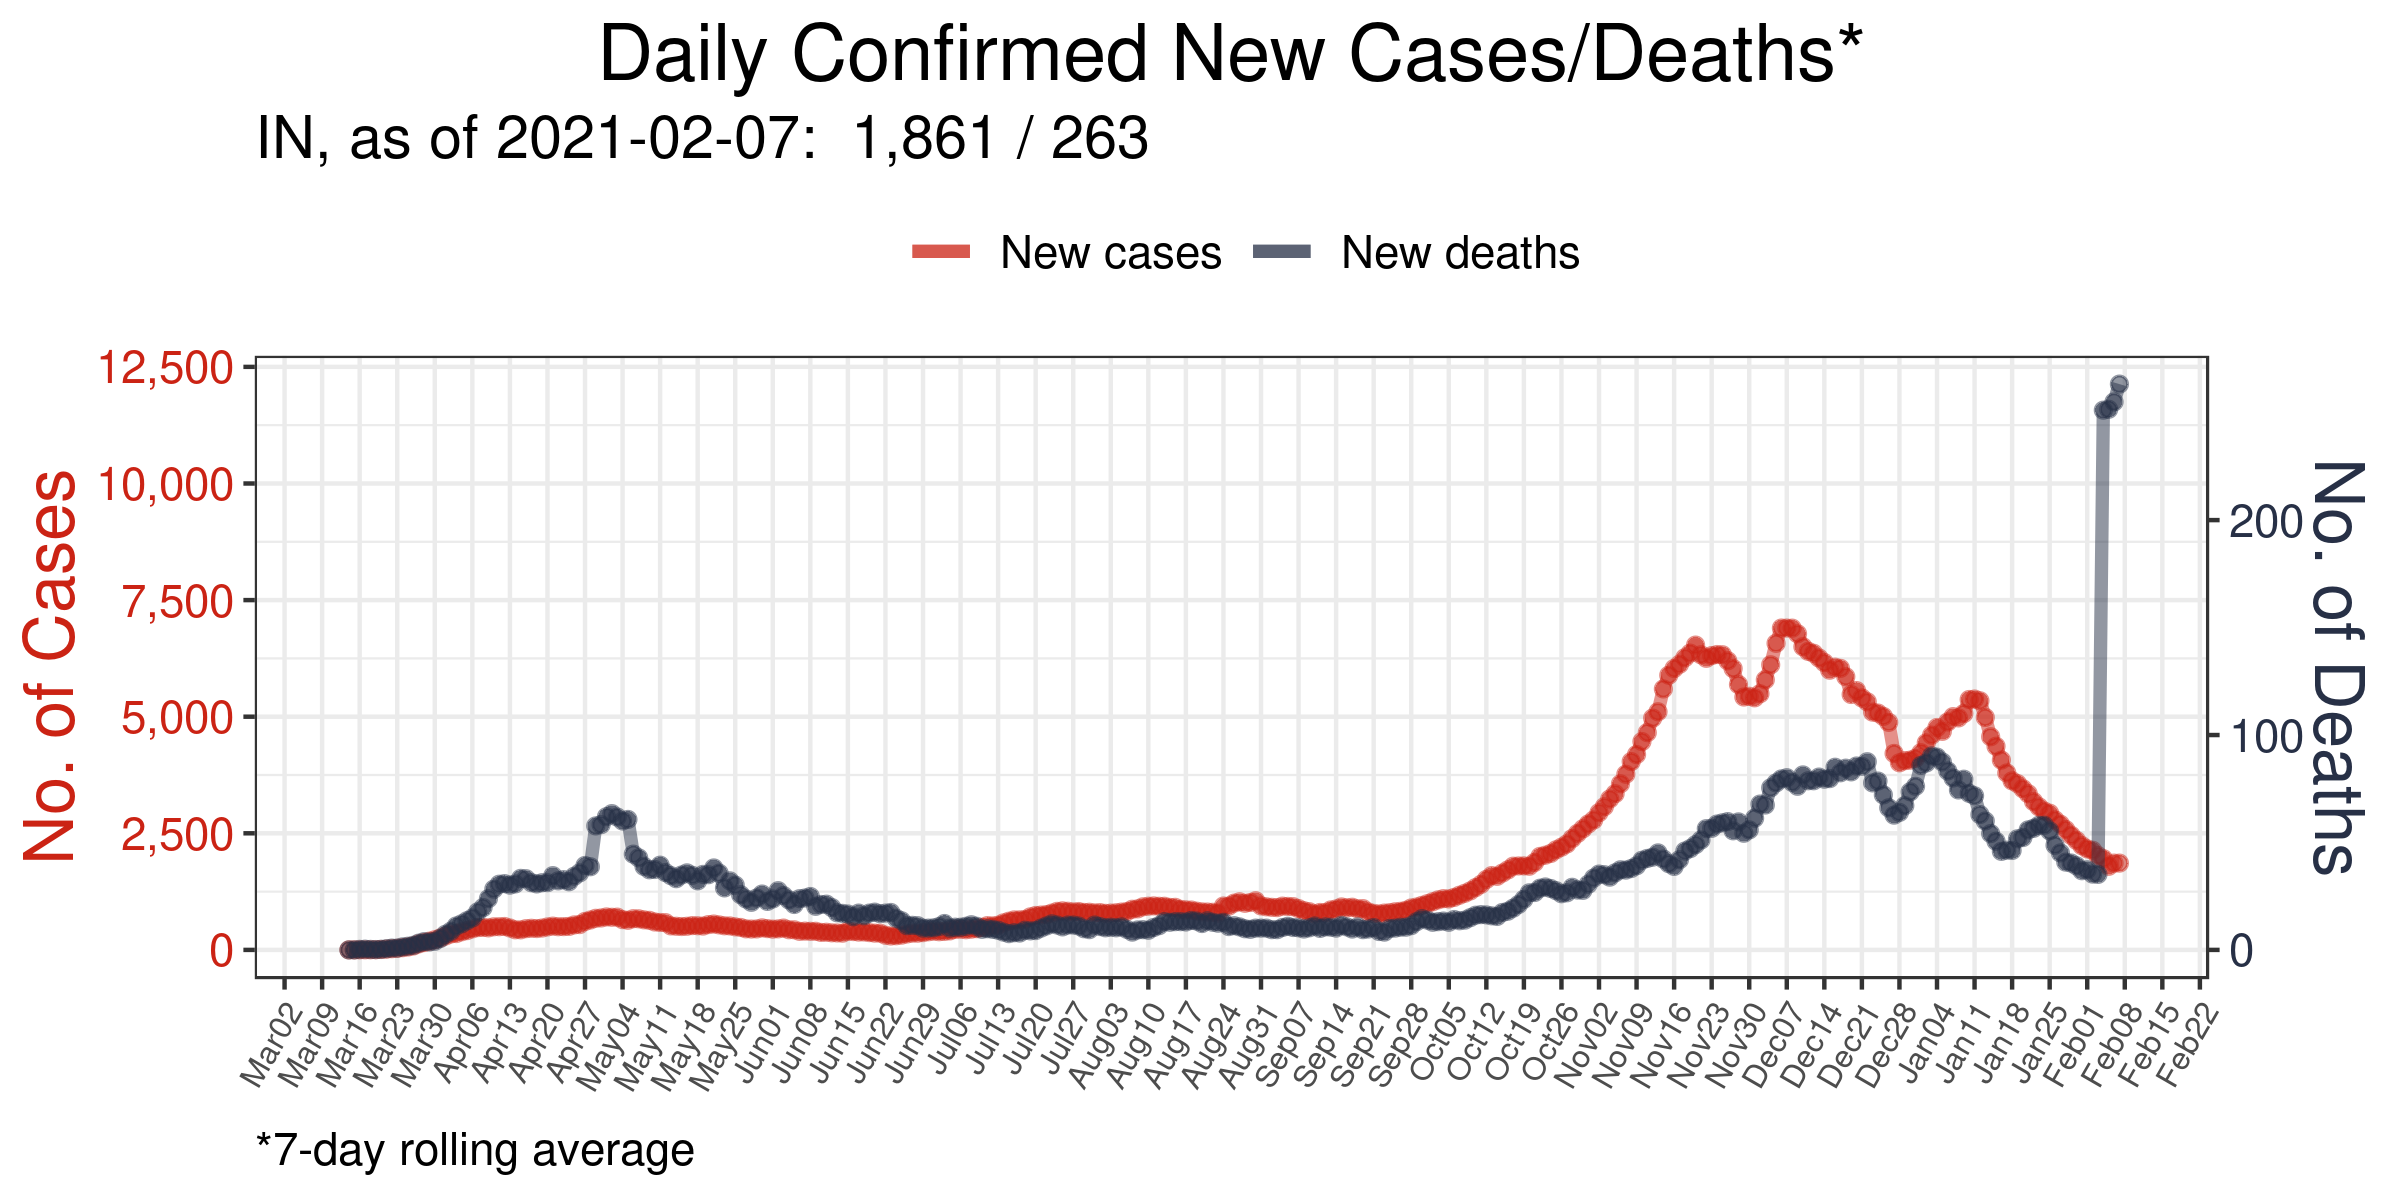 Daily Confirmed New Cases/Deaths*
IN, as of 2021-02-07:  1,861 / 263
New cases
New deaths
No. of Cases
12,500
10,000
7,500
5,000
2,500
0
No. of Deaths
200
100
0
Mar02
Mar09
Mar16
Mar23
Mar30
Apr06
Apr13
Apr20
Apr27
May04
May11
May18
May25
Jun01
Jun08
Jun15
Jun22
Jun29
Jul06
Jul13
Jul20
Jul27
Aug03
Aug10
Aug17
Aug24
Aug31
Sep07
Sep14
Sep21
Sep28
Oct05
Oct12
Oct19
Oct26
Nov02
Nov09
Nov16
Nov23
Nov30
Dec07
Dec14
Dec21
Dec28
Jan04
Jan11
Jan18
Jan25
Feb01
Feb08
Feb15
Feb22
*7-day rolling average